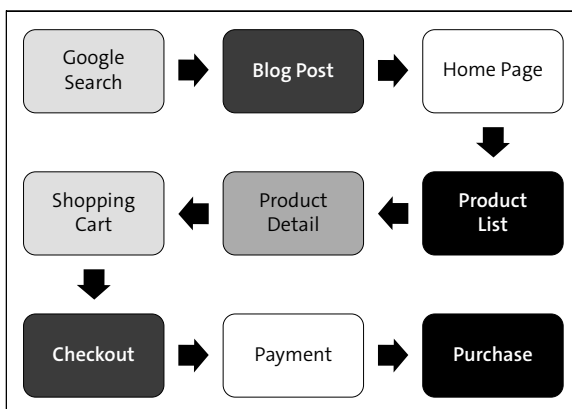 Google
Search
Blog Post
Home Page
Product
List
Product
Detail
Shopping
Cart
Checkout
Payment
Purchase